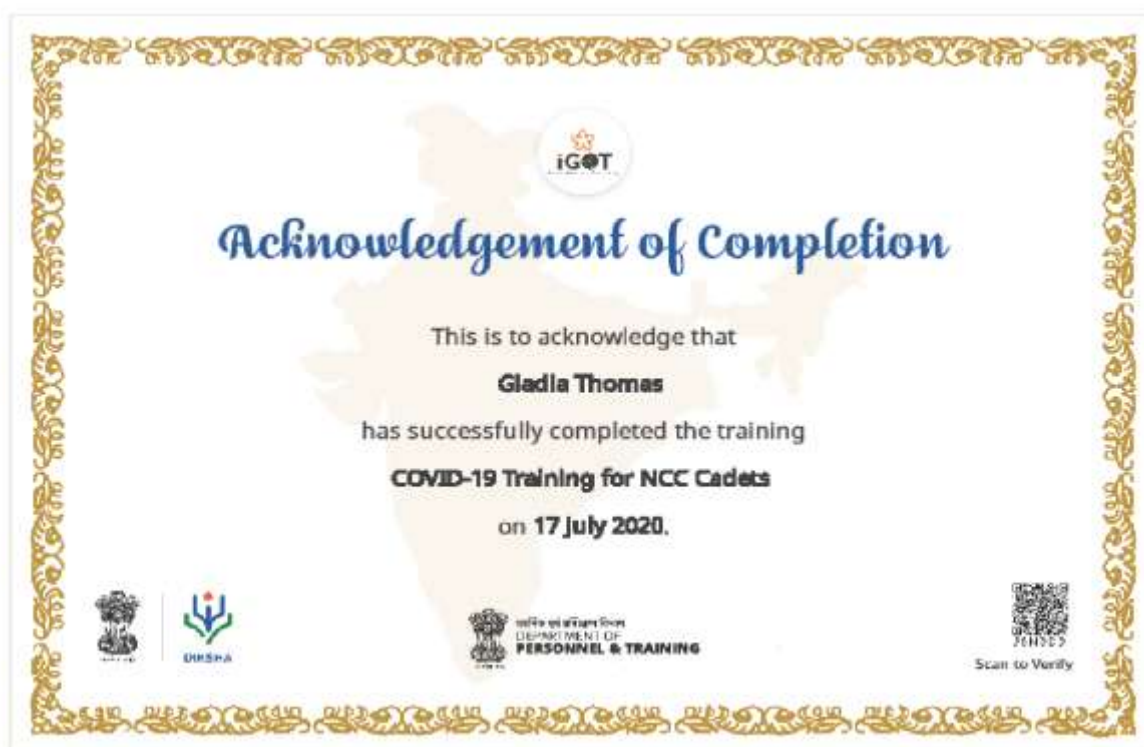 iGOT
Acknowledgement of Completion
This is to acknowledge that
Gladia Thomas
has successfully completed the training
COVID-19 Training for NCC Cadets
on 17 July 2020.
DIKSHA
DEPARTMENT OF
PERSONNEL & TRAINING
Scan to Verify